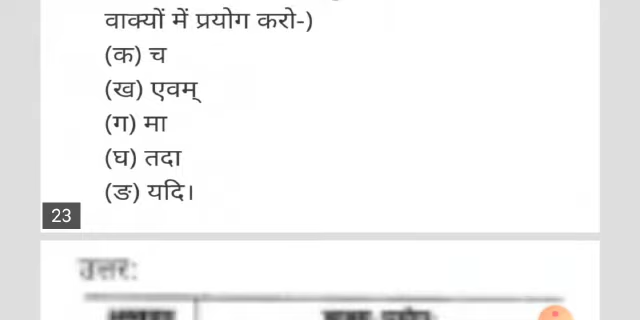 वाक्यों में प्रयोग करो-)
(क) च
(ख) एवम्
(ग) मा
(घ) तदा
(ङ) यदि।
23
उत्तर: